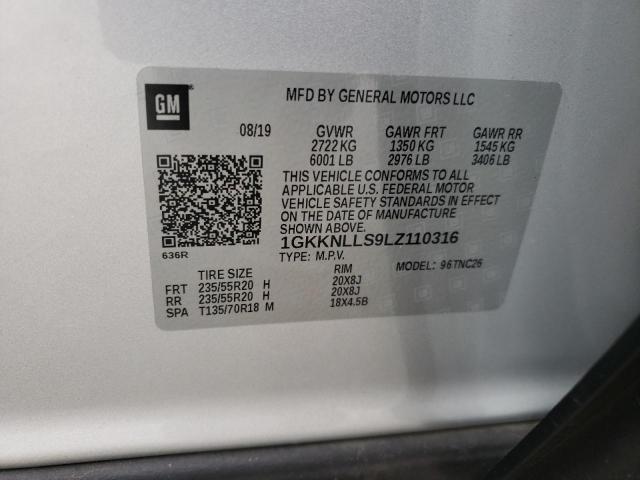 GM
MFD BY GENERAL MOTORS LLC
08/19 GVWR GAWR FRT GAWR RR
2722 KG 1350 KG 1545 KG
6001 LB 2976 LB 3406 LB
THIS VEHICLE CONFORMS TO ALL
APPLICABLE U.S. FEDERAL MOTOR
VEHICLE SAFETY STANDARDS IN EFFECT
ON THE DATE OF MANUFACTURE
SHOWN ABOVE.
1GKKNLLS9LZ110316
636R
TYPE: M.P.V. MODEL: 96TNC26
TIRE SIZE RIM
FRT 235/55R20 H 20X8J
RR 235/55R20 H 20X8J
SPA T135/70R18 M 18X4.5B